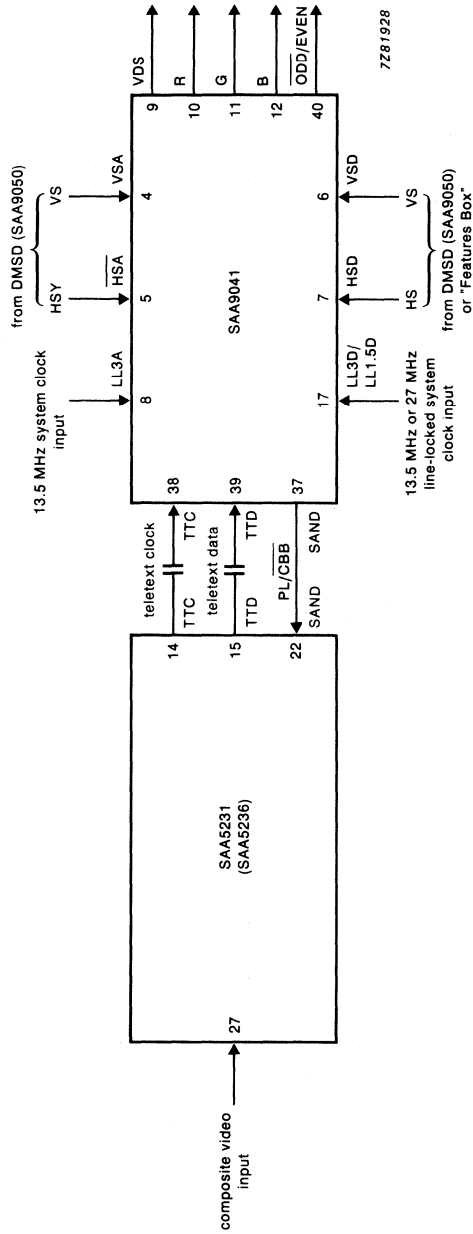 from DMSD (SAA9050)
HSY VS
13.5 MHz system clock
input
LL3A HSA VSA
8 5 4
VDS
9
R
10
G
11
B
12
ODD/EVEN
40
SAA9041
teletext clock
14 TTC TTC 38
teletext data
15 TTD TTD 39
PL/CBB
22 SAND SAND 37
SAA5231
(SAA5236)
composite video
input
27
17 7 6
LL3D/
LL1.5D
HSD VSD
13.5 MHz or 27 MHz
line-locked system
clock input
HS VS
from DMSD (SAA9050)
or "Features Box"
7Z81928